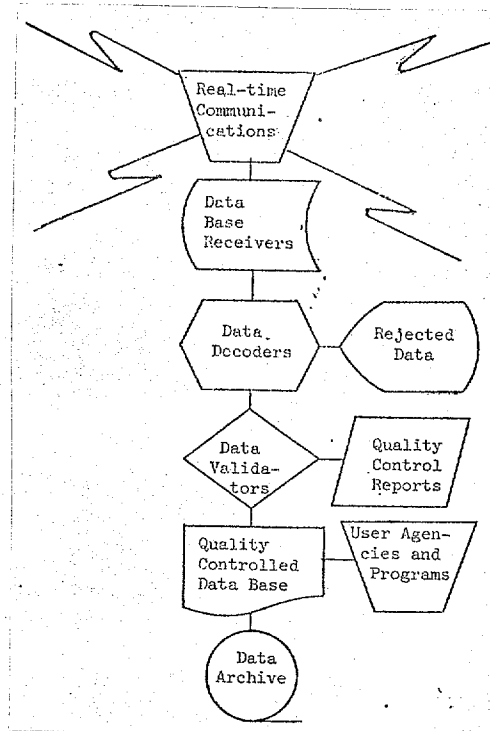 Real-time
Communi-
cations
Data
Base
Receivers
Data
Decoders
Rejected
Data
Data
Valida-
tors
Quality
Control
Reports
Quality
Controlled
Data Base
User Agen-
cies and
Programs
Data
Archive